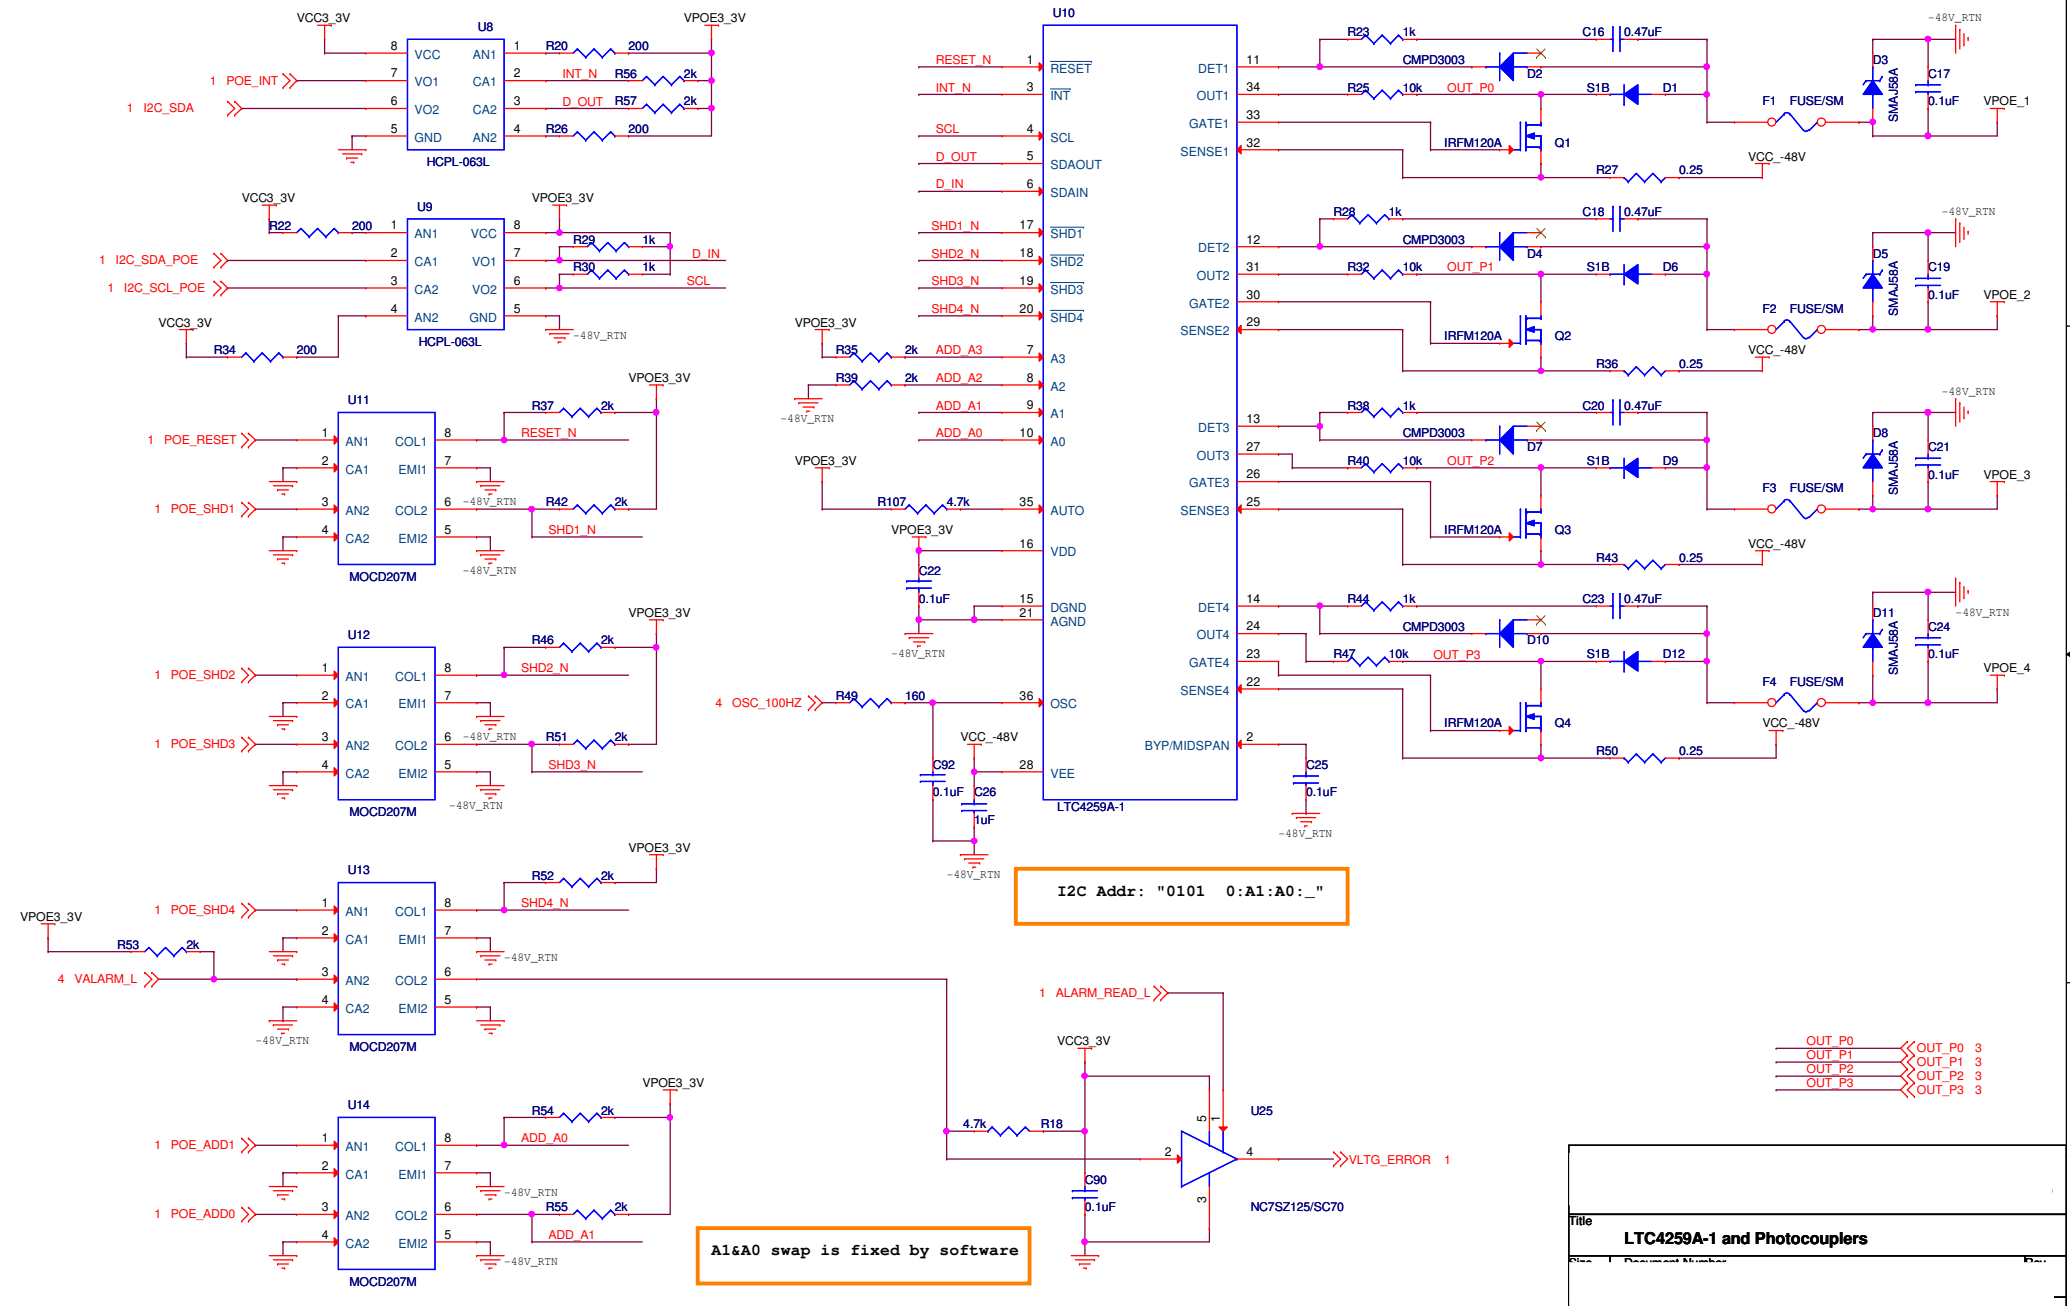 VCC3_3V
U8
VPOE3_3V
8 VCC AN1 1 R20 200
1 POE_INT 7 VO1 CA1 2 INT_N R56 2k
1 I2C_SDA 6 VO2 CA2 3 D_OUT R57 2k
5 GND AN2 4 R26 200
HCPL-063L
VCC3_3V
U9
VPOE3_3V
R22 200 1 AN1 VCC 8
R29 1k
1 I2C_SDA_POE 2 CA1 VO1 7 D_IN
R30 1k
1 I2C_SCL_POE 3 CA2 VO2 6 SCL
4 AN2 GND 5
VCC3_3V
-48V_RTN
HCPL-063L
R34 200
VPOE3_3V
U11
R37 2k
1 POE_RESET 1 AN1 COL1 8 RESET_N
2 CA1 EMI1 7
-48V_RTN
1 POE_SHD1 3 AN2 COL2 6 R42 2k
SHD1_N
4 CA2 EMI2 5
-48V_RTN
MOCD207M
VPOE3_3V
U12
R46 2k
1 POE_SHD2 1 AN1 COL1 8 SHD2_N
2 CA1 EMI1 7
-48V_RTN
1 POE_SHD3 3 AN2 COL2 6 R51 2k
SHD3_N
4 CA2 EMI2 5
-48V_RTN
MOCD207M
VPOE3_3V
U13
R52 2k
1 POE_SHD4 1 AN1 COL1 8 SHD4_N
VPOE3_3V
2 CA1 EMI1 7
R53 2k
-48V_RTN
4 VALARM_L 3 AN2 COL2 6
4 CA2 EMI2 5
-48V_RTN
MOCD207M
VPOE3_3V
U14
R54 2k
1 POE_ADD1 1 AN1 COL1 8 ADD_A0
2 CA1 EMI1 7
-48V_RTN
1 POE_ADD0 3 AN2 COL2 6 R55 2k
ADD_A1
4 CA2 EMI2 5
-48V_RTN
MOCD207M
U10
RESET_N 1 RESET
INT_N 3 INT
SCL 4 SCL
D_OUT 5 SDAOUT
D_IN 6 SDAIN
SHD1_N 17 SHD1
SHD2_N 18 SHD2
SHD3_N 19 SHD3
SHD4_N 20 SHD4
VPOE3_3V
R35 2k ADD_A3 7 A3
R39 2k ADD_A2 8 A2
-48V_RTN
ADD_A1 9 A1
ADD_A0 10 A0
VPOE3_3V
R107 4.7k 35 AUTO
VPOE3_3V
16 VDD
C22
0.1uF
15 DGND
21 AGND
-48V_RTN
4 OSC_100HZ R49 160 36 OSC
VCC_-48V
28 VEE
C92
0.1uF
C26
1uF
-48V_RTN
LTC4259A-1
DET1 11
OUT1 34
GATE1 33
SENSE1 32
DET2 12
OUT2 31
GATE2 30
SENSE2 29
DET3 13
OUT3 27
GATE3 26
SENSE3 25
DET4 14
OUT4 24
GATE4 23
SENSE4 22
BYP/MIDSPAN 2
C25
0.1uF
-48V_RTN
R23 1k C16 0.47uF
CMPD3003 D2
R25 10k OUT_P0 S1B D1
IRFM120A Q1
R27 0.25 VCC_-48V
F1 FUSE/SM
D3 SMAJ58A
C17
0.1uF
-48V_RTN
VPOE_1
R28 1k C18 0.47uF
CMPD3003 D4
R32 10k OUT_P1 S1B D6
IRFM120A Q2
R36 0.25 VCC_-48V
F2 FUSE/SM
D5 SMAJ58A
C19
0.1uF
-48V_RTN
VPOE_2
R38 1k C20 0.47uF
CMPD3003 D7
R40 10k OUT_P2 S1B D9
IRFM120A Q3
R43 0.25 VCC_-48V
F3 FUSE/SM
D8 SMAJ58A
C21
0.1uF
-48V_RTN
VPOE_3
R44 1k C23 0.47uF
CMPD3003 D10
R47 10k OUT_P3 S1B D12
IRFM120A Q4
R50 0.25 VCC_-48V
F4 FUSE/SM
D11 SMAJ58A
C24
0.1uF
-48V_RTN
VPOE_4
I2C Addr: "0101 0:A1:A0:_"
1 ALARM_READ_L
VCC3_3V
4.7k R18
U25
5 1
2 4 VLTG_ERROR 1
3
C90
0.1uF
NC7SZ125/SC70
A1&A0 swap is fixed by software
OUT_P0 OUT_P0 3
OUT_P1 OUT_P1 3
OUT_P2 OUT_P2 3
OUT_P3 OUT_P3 3
Title
LTC4259A-1 and Photocouplers
Size Document Number Rev